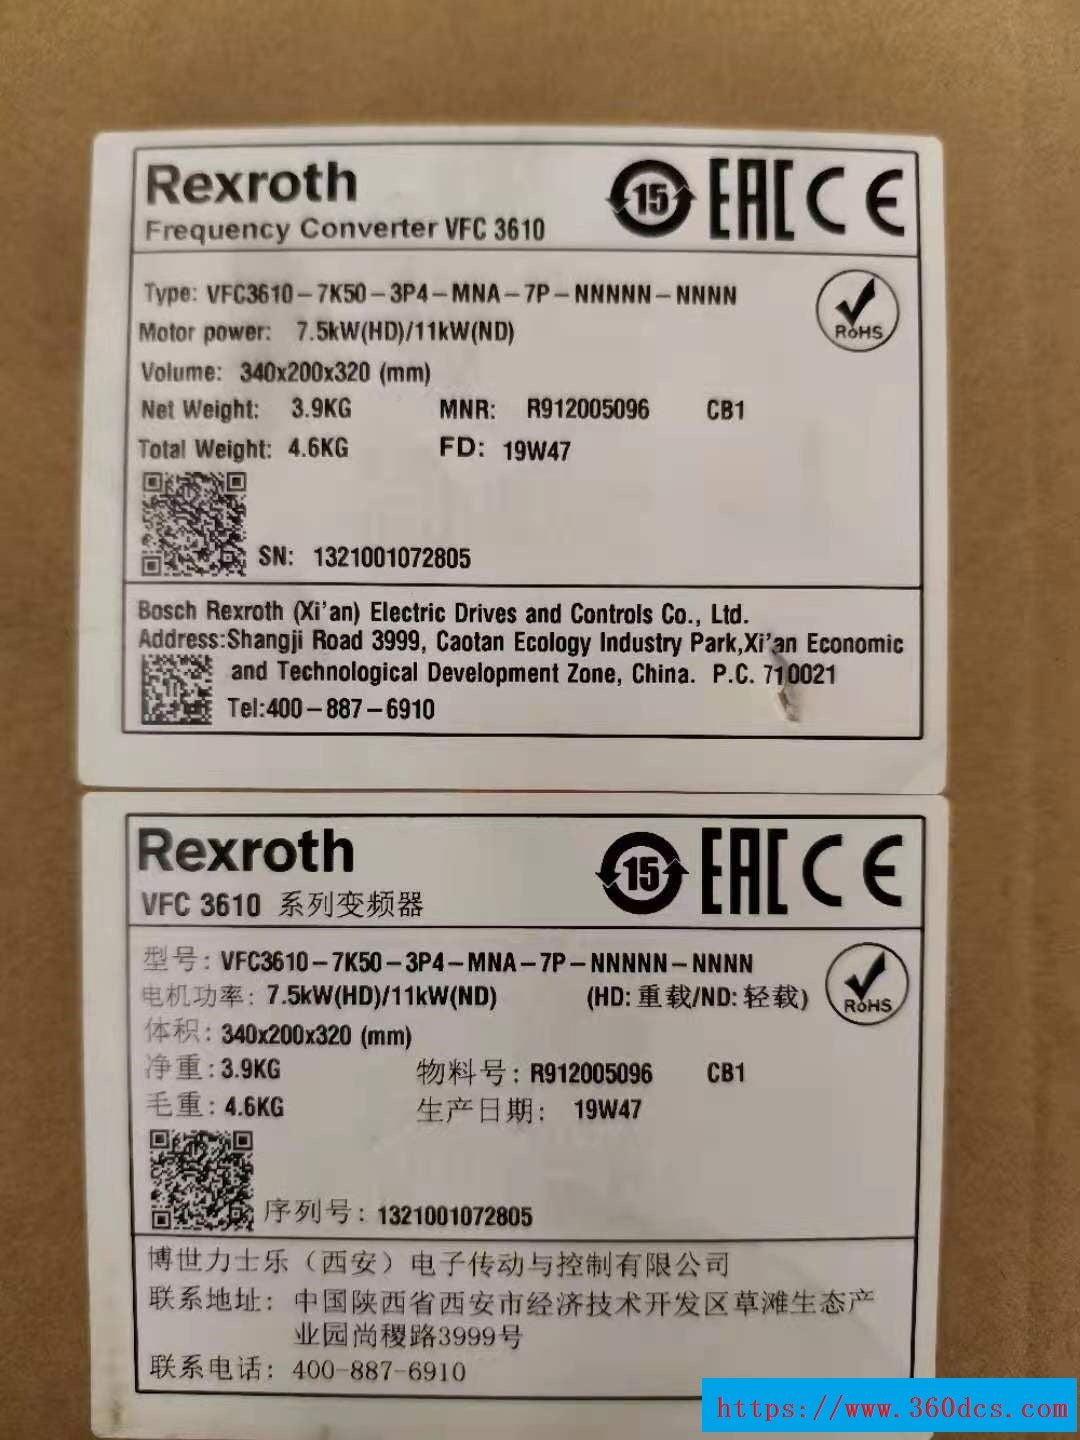 Rexroth
Frequency Converter VFC 3610
15 EAC CE
Type: VFC3610-7K50-3P4-MNA-7P-NNNNN-NNNN
Motor power: 7.5kW(HD)/11kW(ND)
RoHS
Volume: 340x200x320 (mm)
Net Weight: 3.9KG MNR: R912005096 CB1
Total Weight: 4.6KG FD: 19W47
SN: 1321001072805
Bosch Rexroth (Xi'an) Electric Drives and Controls Co., Ltd.
Address:Shangji Road 3999, Caotan Ecology Industry Park,Xi'an Economic
and Technological Development Zone, China. P.C. 710021
Tel:400-887-6910
Rexroth
VFC 3610 系列变频器
15 EAC CE
型号: VFC3610-7K50-3P4-MNA-7P-NNNNN-NNNN
电机功率: 7.5kW(HD)/11kW(ND) (HD:重载/ND:轻载)
RoHS
体积: 340x200x320 (mm)
净重: 3.9KG 物料号: R912005096 CB1
毛重: 4.6KG 生产日期: 19W47
序列号: 1321001072805
博世力士乐（西安）电子传动与控制有限公司
联系地址: 中国陕西省西安市经济技术开发区草滩生态产
业园尚稷路3999号
联系电话: 400-887-6910
https://www.360dcs.com